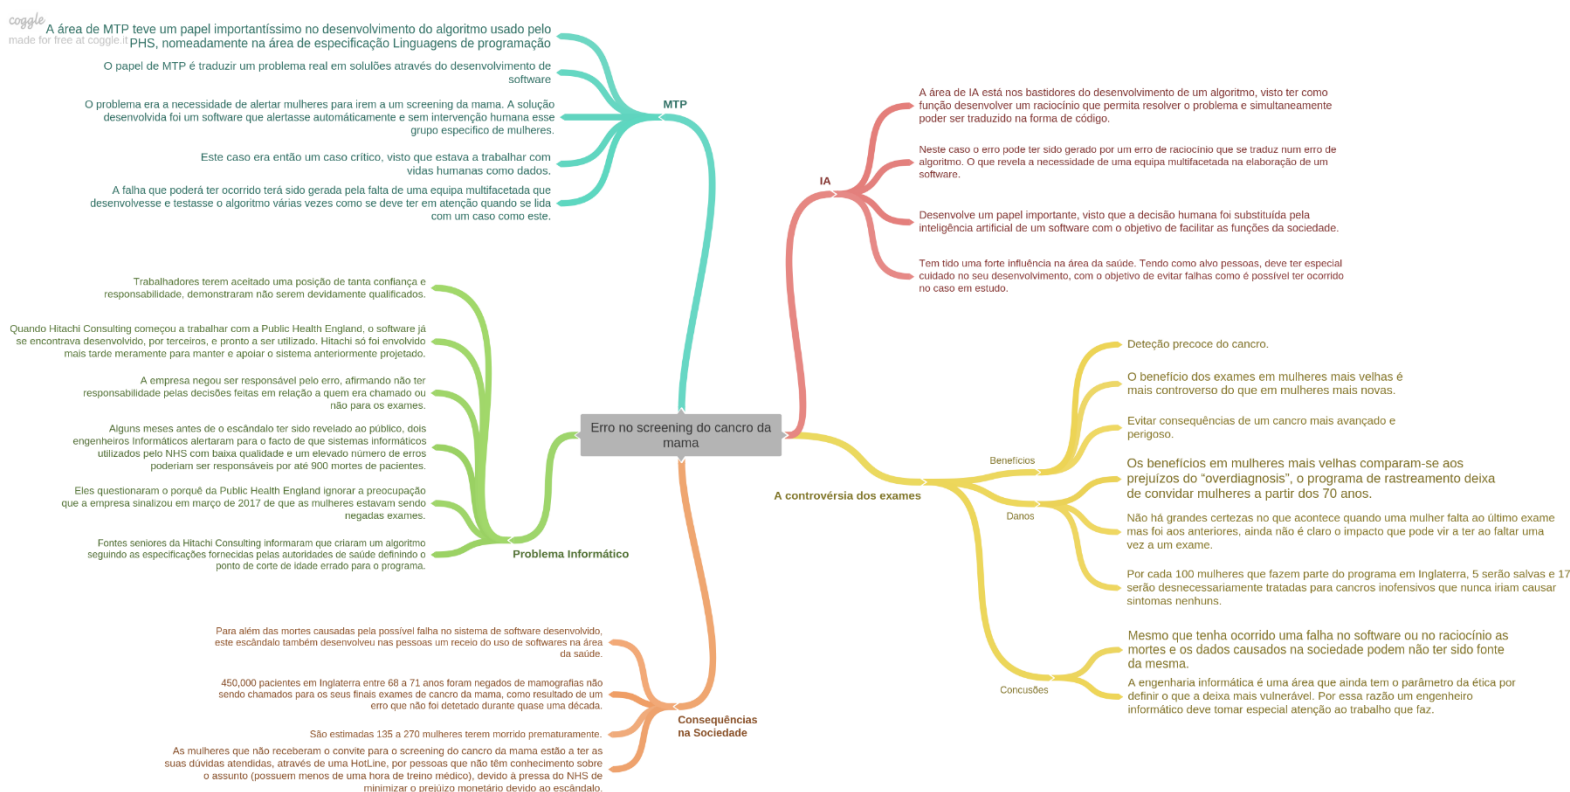 coggle
made for free at coggle.it
A área de MTP teve um papel importantíssimo no desenvolvimento do algoritmo usado pelo
PHS, nomeadamente na área de especificação Linguagens de programação
O papel de MTP é traduzir um problema real em solulões através do desenvolvimento de
software
O problema era a necessidade de alertar mulheres para irem a um screening da mama. A solução
desenvolvida foi um software que alertasse automáticamente e sem intervenção humana esse
grupo especifico de mulheres.
Este caso era então um caso crítico, visto que estava a trabalhar com
vidas humanas como dados.
A falha que poderá ter ocorrido terá sido gerada pela falta de uma equipa multifacetada que
desenvolvesse e testasse o algoritmo várias vezes como se deve ter em atenção quando se lida
com um caso como este.
MTP
A área de IA está nos bastidores do desenvolvimento de um algoritmo, visto ter como
função desenvolver um raciocínio que permita resolver o problema e simultaneamente
poder ser traduzido na forma de código.
Neste caso o erro pode ter sido gerado por um erro de raciocínio que se traduz num erro de
algoritmo. O que revela a necessidade de uma equipa multifacetada na elaboração de um
software.
IA
Desenvolve um papel importante, visto que a decisão humana foi substituída pela
inteligência artificial de um software com o objetivo de facilitar as funções da sociedade.
Tem tido uma forte influência na área da saúde. Tendo como alvo pessoas, deve ter especial
cuidado no seu desenvolvimento, com o objetivo de evitar falhas como é possível ter ocorrido
no caso em estudo.
Trabalhadores terem aceitado uma posição de tanta confiança e
responsabilidade, demonstraram não serem devidamente qualificados.
Quando Hitachi Consulting começou a trabalhar com a Public Health England, o software já
se encontrava desenvolvido, por terceiros, e pronto a ser utilizado. Hitachi só foi envolvido
mais tarde meramente para manter e apoiar o sistema anteriormente projetado.
A empresa negou ser responsável pelo erro, afirmando não ter
responsabilidade pelas decisões feitas em relação a quem era chamado ou
não para os exames.
Alguns meses antes de o escândalo ter sido revelado ao público, dois
engenheiros Informáticos alertaram para o facto de que sistemas informáticos
utilizados pelo NHS com baixa qualidade e um elevado número de erros
poderiam ser responsáveis por até 900 mortes de pacientes.
Eles questionaram o porquê da Public Health England ignorar a preocupação
que a empresa sinalizou em março de 2017 de que as mulheres estavam sendo
negadas exames.
Fontes seniores da Hitachi Consulting informaram que criaram um algoritmo
seguindo as especificações fornecidas pelas autoridades de saúde definindo o
ponto de corte de idade errado para o programa.
Problema Informático
Erro no screening do cancro da
mama
Deteção precoce do cancro.
O benefício dos exames em mulheres mais velhas é
mais controverso do que em mulheres mais novas.
Evitar consequências de um cancro mais avançado e
perigoso.
Benefícios
Os benefícios em mulheres mais velhas comparam-se aos
prejuízos do "overdiagnosis", o programa de rastreamento deixa
de convidar mulheres a partir dos 70 anos.
A controvérsia dos exames
Danos
Não há grandes certezas no que acontece quando uma mulher falta ao último exame
mas foi aos anteriores, ainda não é claro o impacto que pode vir a ter ao faltar uma
vez a um exame.
Por cada 100 mulheres que fazem parte do programa em Inglaterra, 5 serão salvas e 17
serão desnecessariamente tratadas para cancros inofensivos que nunca iriam causar
sintomas nenhuns.
Mesmo que tenha ocorrido uma falha no software ou no raciocínio as
mortes e os dados causados na sociedade podem não ter sido fonte
da mesma.
Concusões
A engenharia informática é uma área que ainda tem o parâmetro da ética por
definir o que a deixa mais vulnerável. Por essa razão um engenheiro
informático deve tomar especial atenção ao trabalho que faz.
Para além das mortes causadas pela possível falha no sistema de software desenvolvido,
este escândalo também desenvolveu nas pessoas um receio do uso de softwares na área
da saúde.
450,000 pacientes em Inglaterra entre 68 a 71 anos foram negados de mamografias não
sendo chamados para os seus finais exames de cancro da mama, como resultado de um
erro que não foi detetado durante quase uma década.
Consequências
na Sociedade
São estimadas 135 a 270 mulheres terem morrido prematuramente.
As mulheres que não receberam o convite para o screening do cancro da mama estão a ter as
suas dúvidas atendidas, através de uma HotLine, por pessoas que não têm conhecimento sobre
o assunto (possuem menos de uma hora de treino médico), devido à pressa do NHS de
minimizar o prejúizo monetário devido ao escândalo.